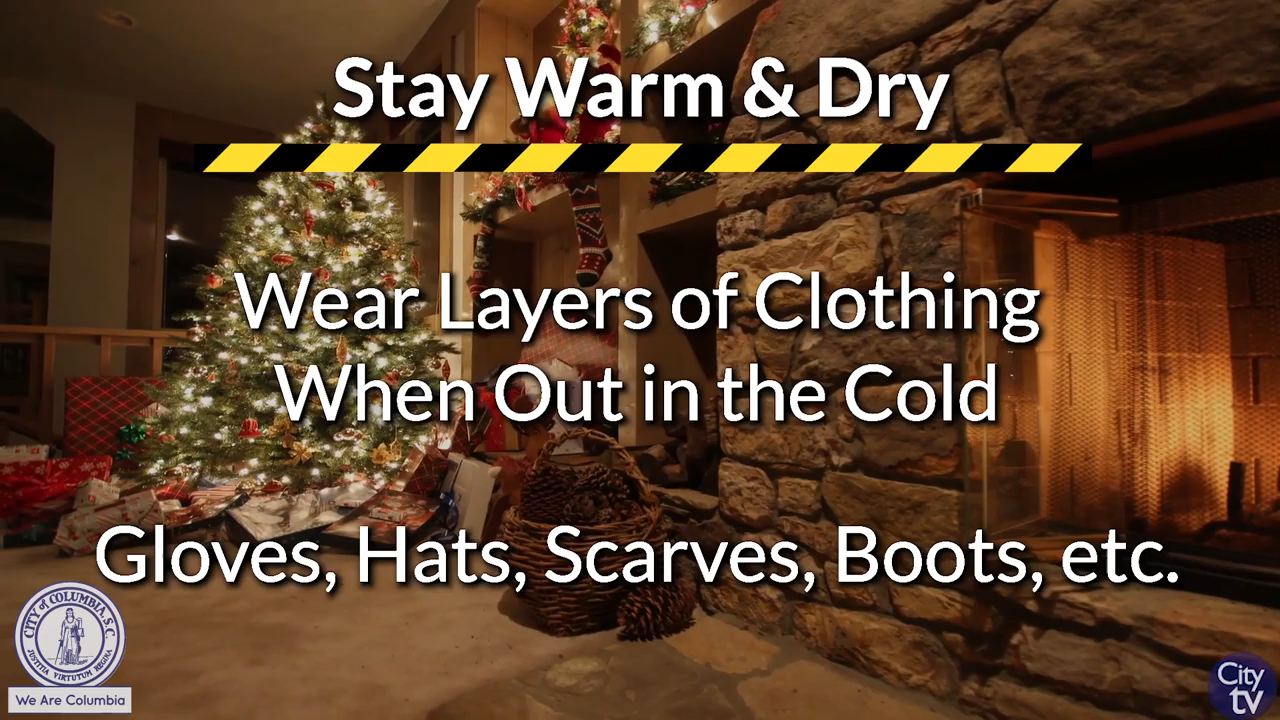 Stay Warm & Dry
Wear Layers of Clothing
When Out in the Cold
Gloves, Hats, Scarves, Boots, etc.
CITY of COLUMBIA, S.C.
JUSTITIA VIRTUTUM REGINA
We Are Columbia
City
tv